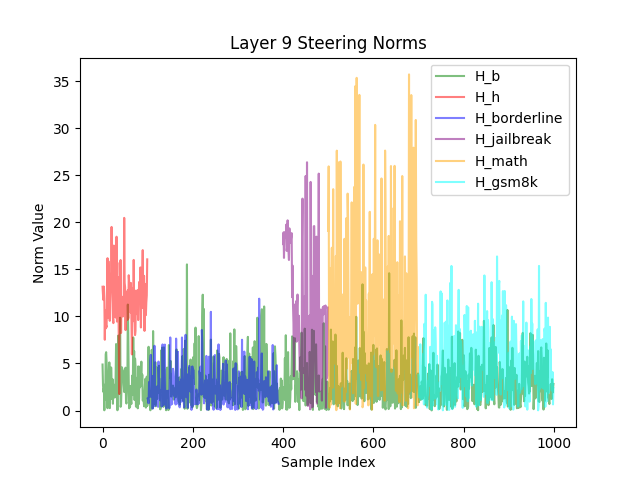 Layer 9 Steering Norms
H_b
H_h
H_borderline
H_jailbreak
H_math
H_gsm8k
Norm Value
35
30
25
20
15
10
5
0
0
200
400
600
800
1000
Sample Index